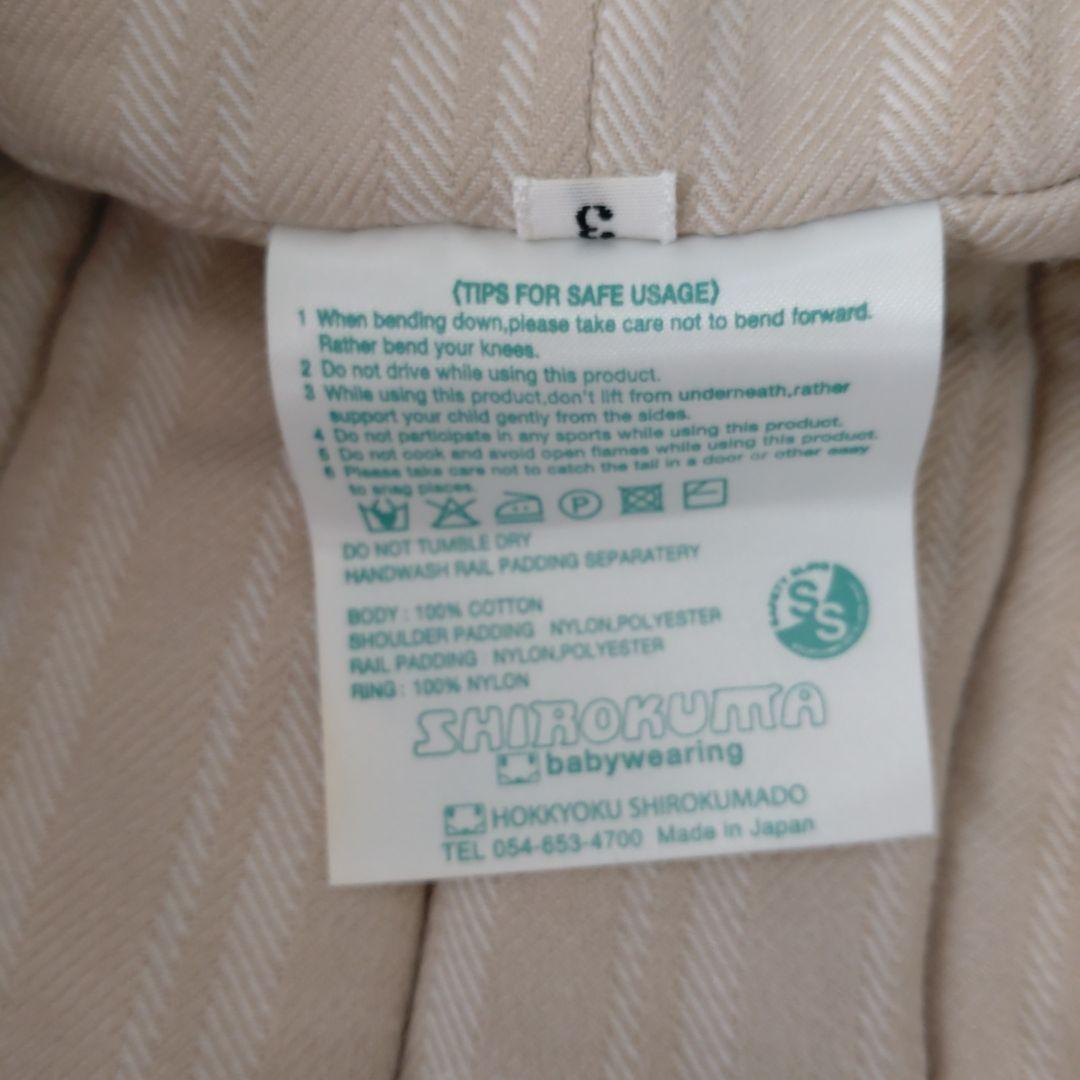 3
(TIPS FOR SAFE USAGE)
1 When bending down,please take care not to bend forward.
Rather bend your knees.
2 Do not drive while using this product.
3 While using this product,don't lift from underneath,rather
support your child gently from the sides.
4 Do not participate in any sports while using this product.
5 Do not cook and avoid open flames while using this product.
6 Please take care not to catch the tail in a door or other easy
to snag places.
P
DO NOT TUMBLE DRY
HANDWASH RAIL PADDING SEPARATERY
BODY : 100% COTTON
SHOULDER PADDING NYLON,POLYESTER
RAIL PADDING NYLON,POLYESTER
RING : 100% NYLON
SS
SHIROKUMA
babywearing
HOKKYOKU SHIROKUMADO
TEL 054-653-4700 Made in Japan